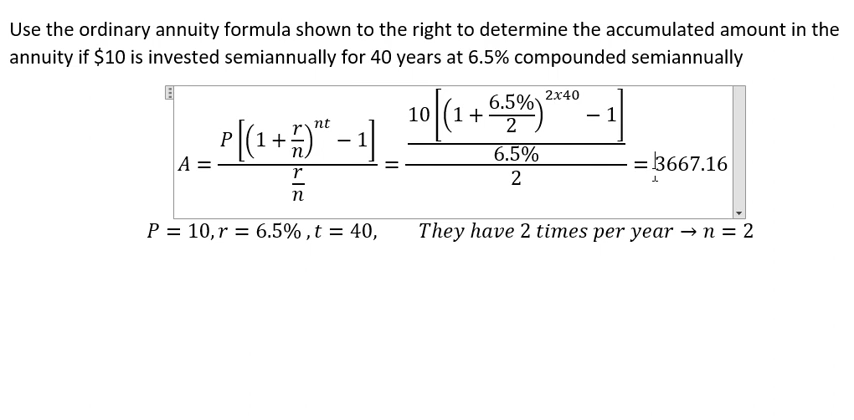 Use the ordinary annuity formula shown to the right to determine the accumulated amount in the
annuity if $10 is invested semiannually for 40 years at 6.5% compounded semiannually
A = P[(1 + r/n)^nt − 1] / (r/n) = 10[(1 + 6.5%/2)^2x40 − 1] / (6.5%/2) = 3667.16
P = 10, r = 6.5% , t = 40, They have 2 times per year → n = 2